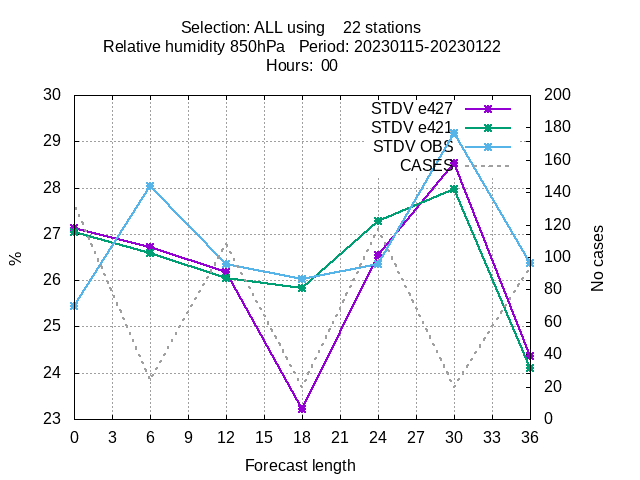 Selection: ALL using    22 stations
Relative humidity 850hPa   Period: 20230115-20230122
Hours: 00
30 200
STDV e427
180
STDV e421
29
STDV OBS
160
CASES
28
140
27
120
%
No cases
26
100
80
25
60
24
40
20
23 0
0 3 6 9 12 15 18 21 24 27 30 33 36
Forecast length